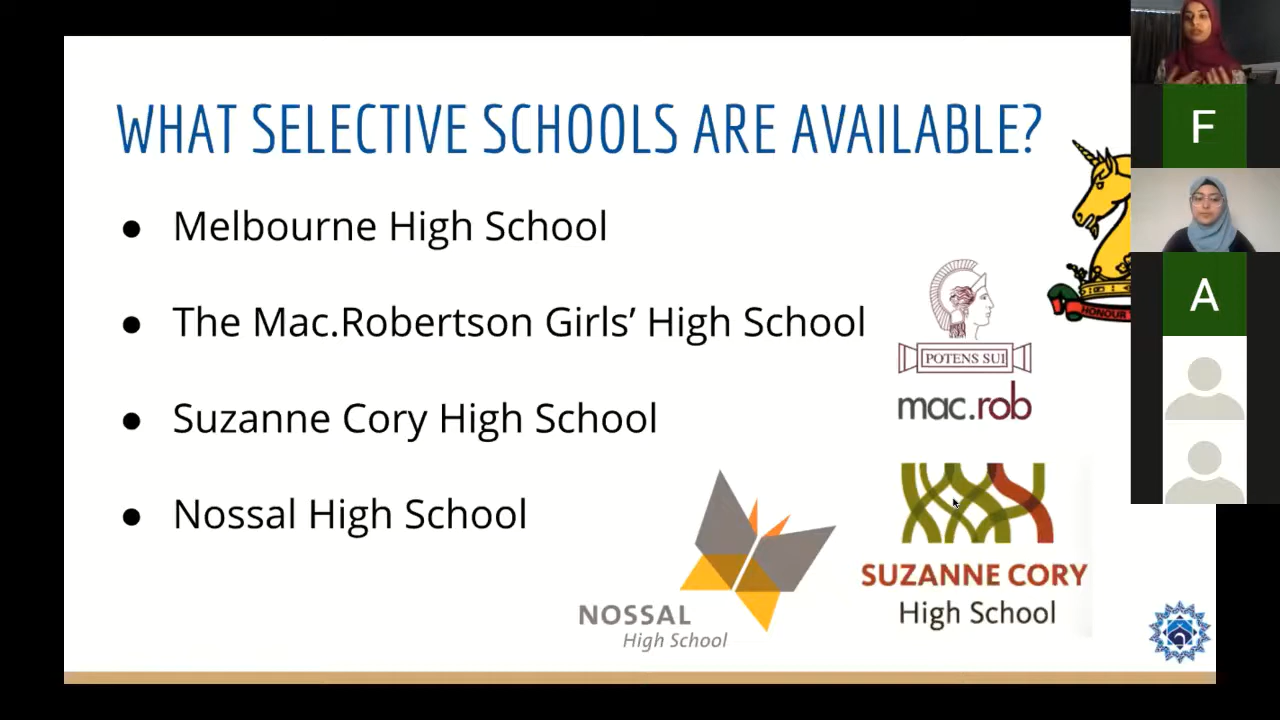 WHAT SELECTIVE SCHOOLS ARE AVAILABLE?
● Melbourne High School
● The Mac.Robertson Girls’ High School
● Suzanne Cory High School
● Nossal High School
HONOUR
POTENS SUI
mac.rob
SUZANNE CORY
High School
NOSSAL
High School
F
A